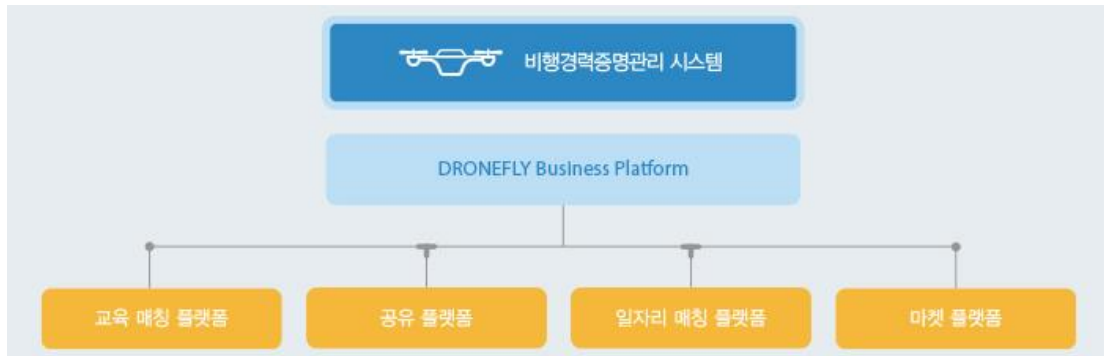 비행경력증명관리 시스템
DRONEFLY Business Platform
교육 매칭 플랫폼
공유 플랫폼
일자리 매칭 플랫폼
마켓 플랫폼